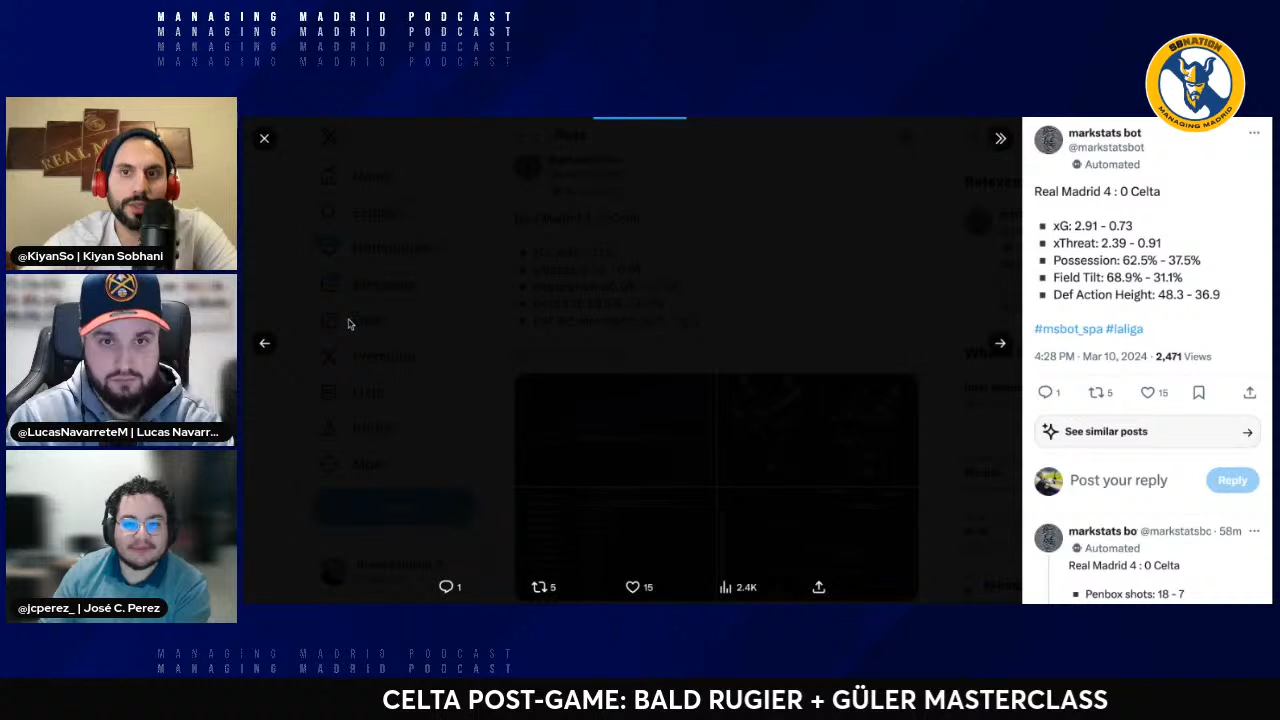 MANAGING MADRID PODCAST
MANAGING MADRID PODCAST
MANAGING MADRID PODCAST
MANAGING MADRID PODCAST
SBNATION
MANAGING MADRID
REAL M
@KiyanSo | Kiyan Sobhani
@LucasNavarreteM | Lucas Navarr...
@jcperez_ | José C. Perez
1
5
15
2.4K
markstats bot
@markstatsbot
Automated
Real Madrid 4 : 0 Celta
▪ xG: 2.91 - 0.73
▪ xThreat: 2.39 - 0.91
▪ Possession: 62.5% - 37.5%
▪ Field Tilt: 68.9% - 31.1%
▪ Def Action Height: 48.3 - 36.9
#msbot_spa #laliga
4:28 PM · Mar 10, 2024 · 2,471 Views
1
5
15
See similar posts
Post your reply
Reply
markstats bo @markstatsbc · 58m
Automated
Real Madrid 4 : 0 Celta
▪ Penbox shots: 18 - 7
MANAGING MADRID PODCAST
MANAGING MADRID PODCAST
CELTA POST-GAME: BALD RUGIER + GÜLER MASTERCLASS